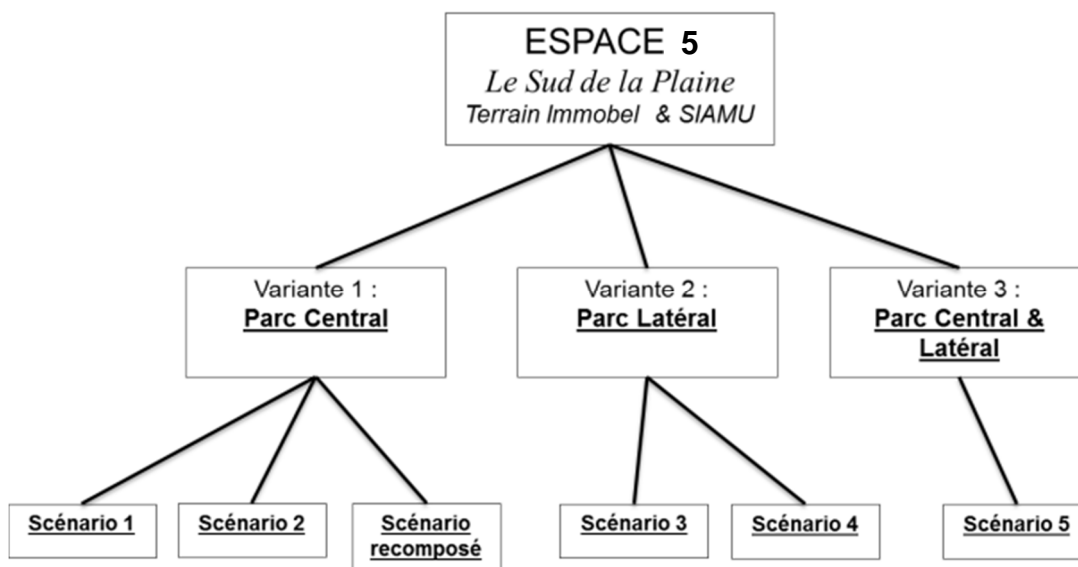 ESPACE 5
Le Sud de la Plaine
Terrain Immobel & SIAMU
Variante 1 :
Parc Central
Variante 2 :
Parc Latéral
Variante 3 :
Parc Central &
Latéral
Scénario 1
Scénario 2
Scénario
recomposé
Scénario 3
Scénario 4
Scénario 5